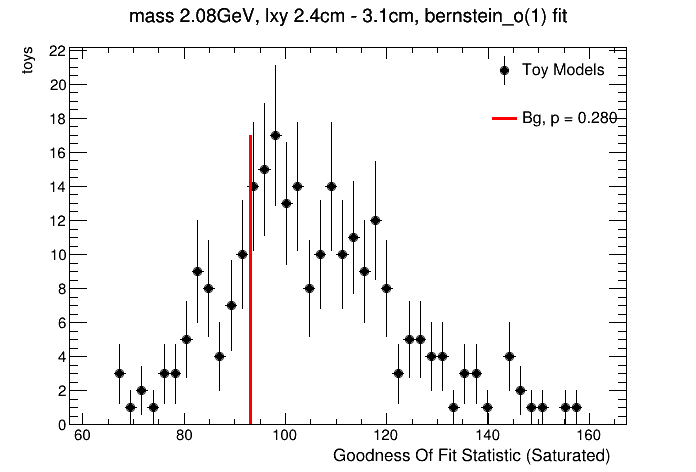 mass 2.08GeV, lxy 2.4cm - 3.1cm, bernstein_o(1) fit
toys
22
20
18
16
14
12
10
8
6
4
2
0
Toy Models
Bg, p = 0.280
60 80 100 120 140 160
Goodness Of Fit Statistic (Saturated)